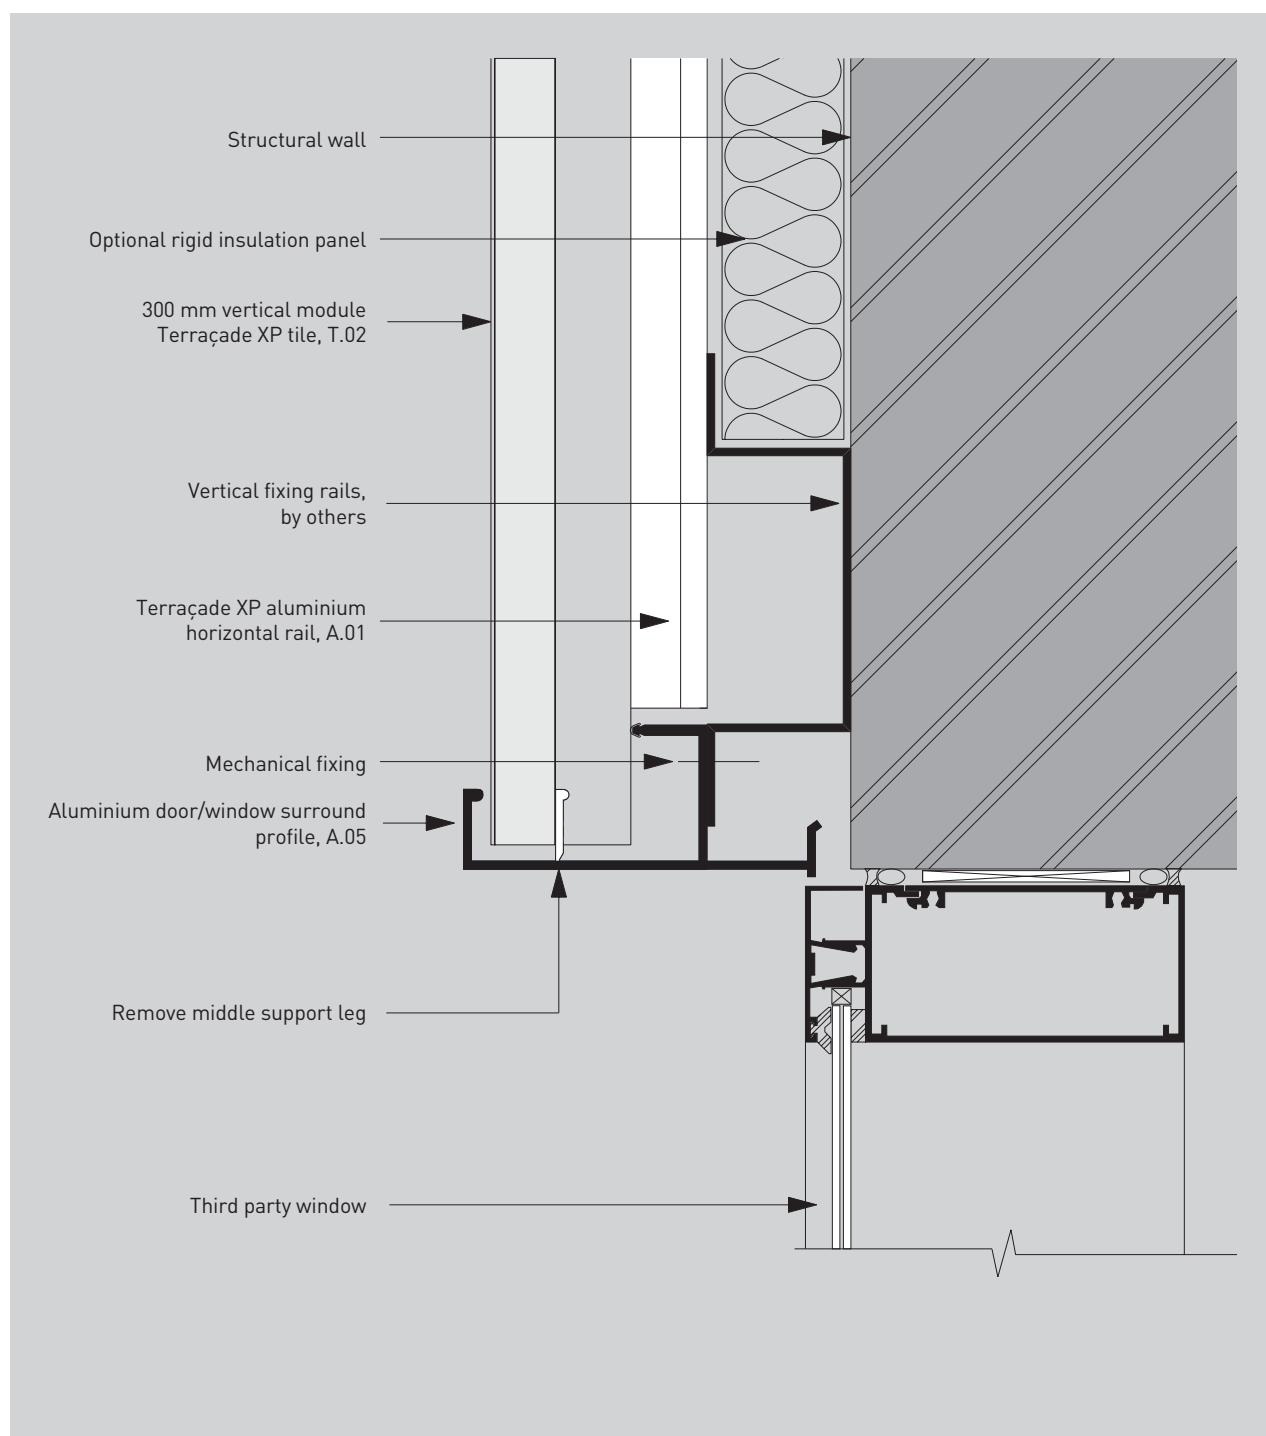 Structural wall
Optional rigid insulation panel
300 mm vertical module
Terraçade XP tile, T.02
Vertical fixing rails,
by others
Terraçade XP aluminium
horizontal rail, A.01
Mechanical fixing
Aluminium door/window surround
profile, A.05
Remove middle support leg
Third party window